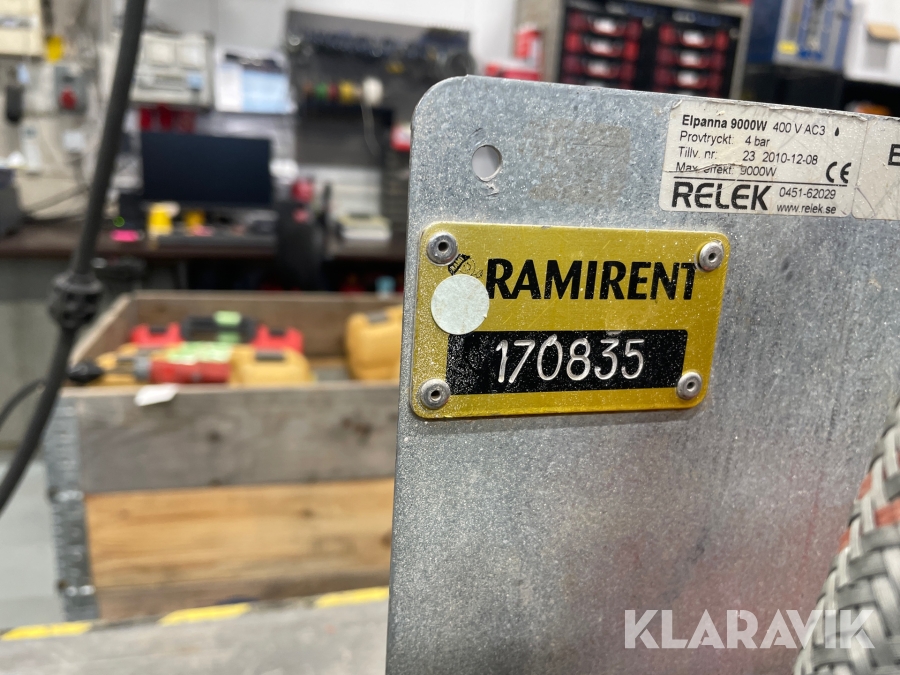 Elpanna 9000W 400 V AC3
Provtryckt: 4 bar
Tillv. nr: 23 2010-12-08
Max effekt: 9000W
CE
RELEK 0451-62029
www.relek.se
RAMIRENT
170835
KLARAVIK